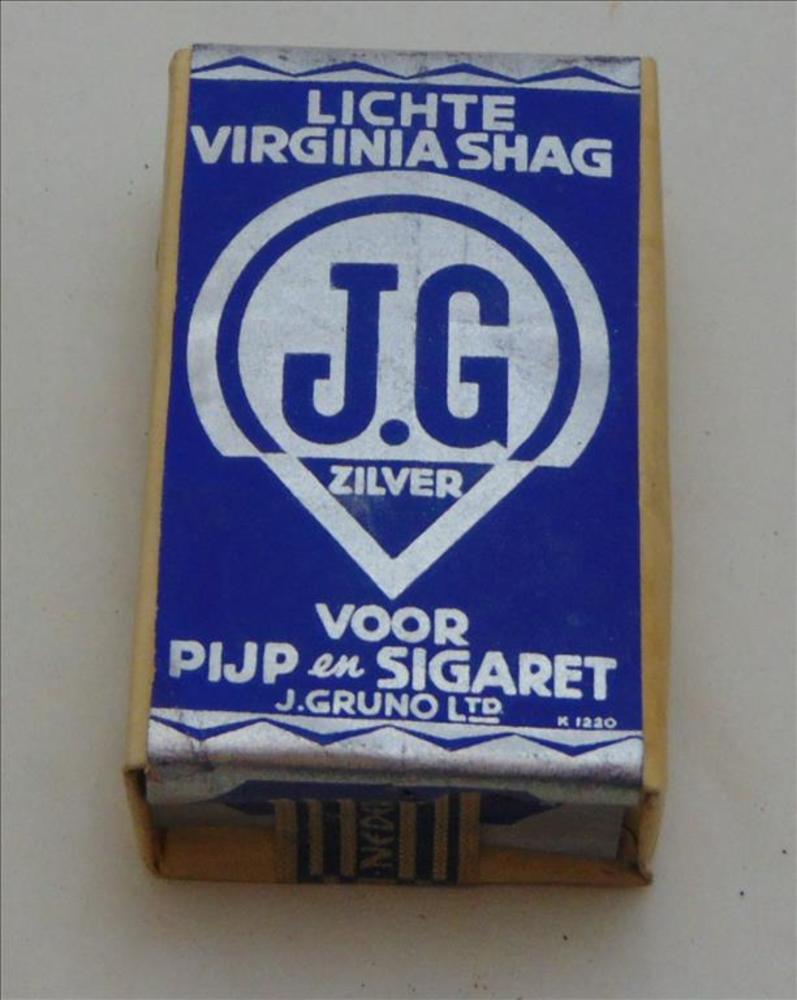 LICHTE
VIRGINIA SHAG
J.G
ZILVER
VOOR
PIJP en SIGARET
J.GRUNO LTD
K 1220